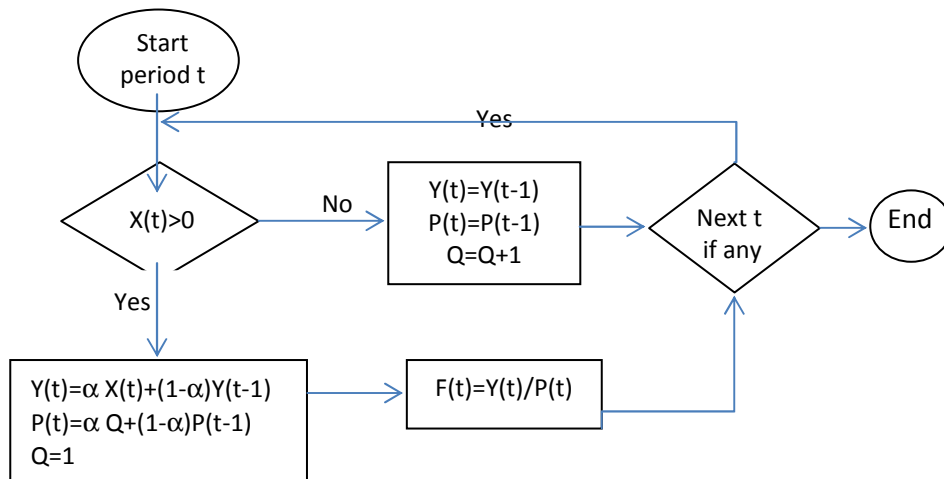 Start
period t
Yes
X(t)>0
No
Y(t)=Y(t-1)
P(t)=P(t-1)
Q=Q+1
Next t
if any
End
Yes
Y(t)=α X(t)+(1-α)Y(t-1)
P(t)=α Q+(1-α)P(t-1)
Q=1
F(t)=Y(t)/P(t)